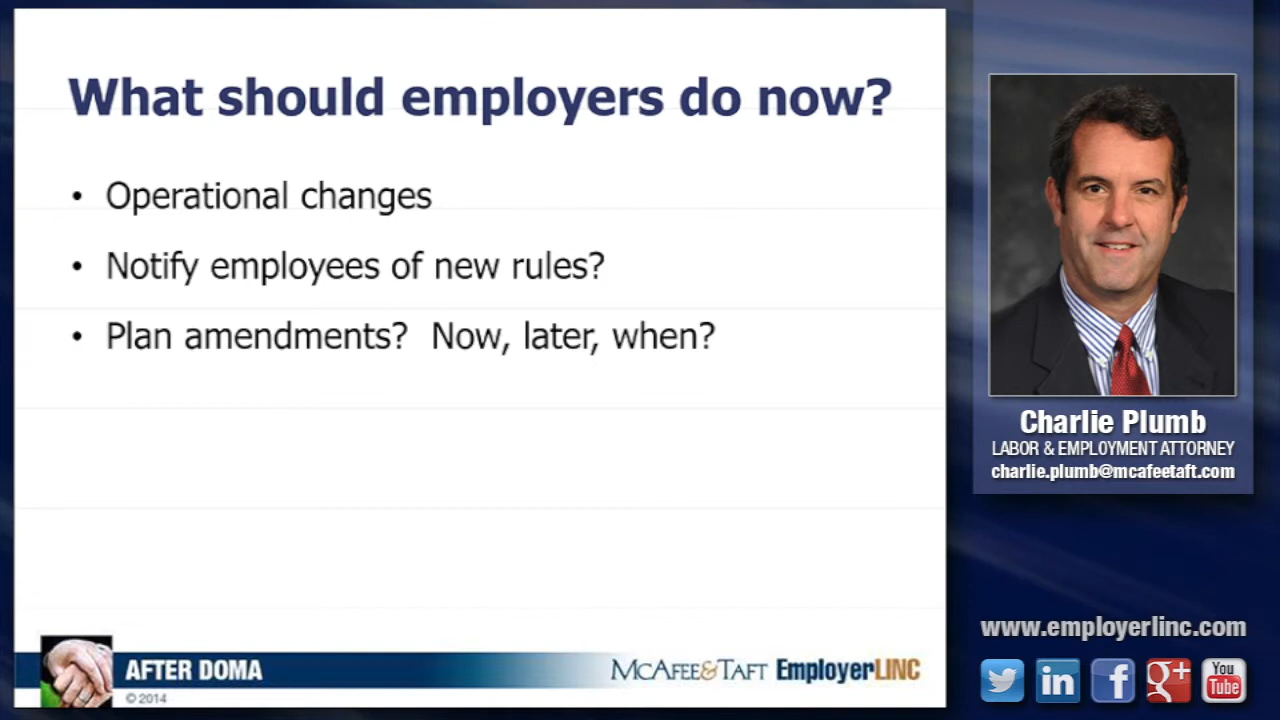 What should employers do now?
• Operational changes
• Notify employees of new rules?
• Plan amendments?  Now, later, when?
AFTER DOMA
© 2014
McAFEE&TAFT EmployerLINC
Charlie Plumb
LABOR & EMPLOYMENT ATTORNEY
charlie.plumb@mcafeetaft.com
www.employerlinc.com
in
f
g+
You
Tube